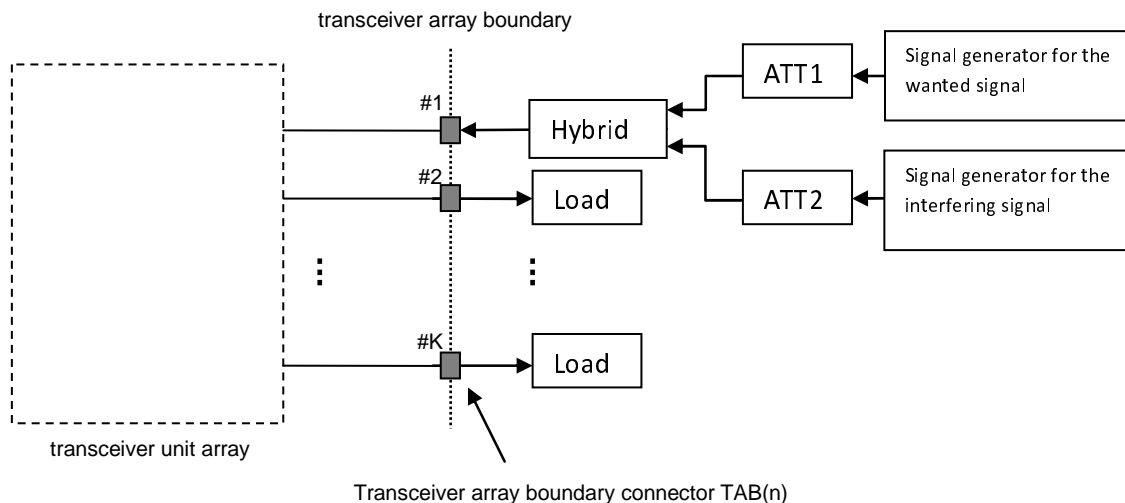 transceiver array boundary
Signal generator for the
wanted signal
ATT1
#1
Hybrid
#2
Load
ATT2
Signal generator for the
interfering signal
#K
Load
transceiver unit array
Transceiver array boundary connector TAB(n)